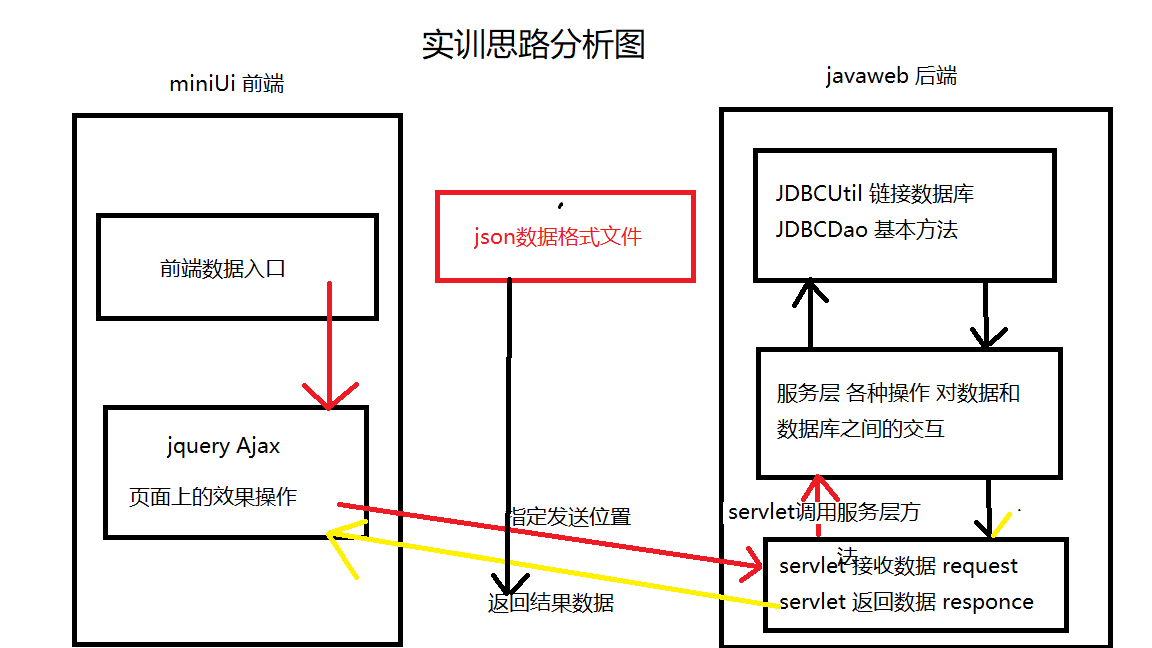 实训思路分析图
miniUi 前端
javaweb 后端
前端数据入口
jquery Ajax
页面上的效果操作
json数据格式文件
指定发送位置
返回结果数据
JDBCUtil 链接数据库
JDBCDao 基本方法
服务层 各种操作 对数据和
数据库之间的交互
servlet调用服务层方
法
servlet 接收数据 request
servlet 返回数据 responce